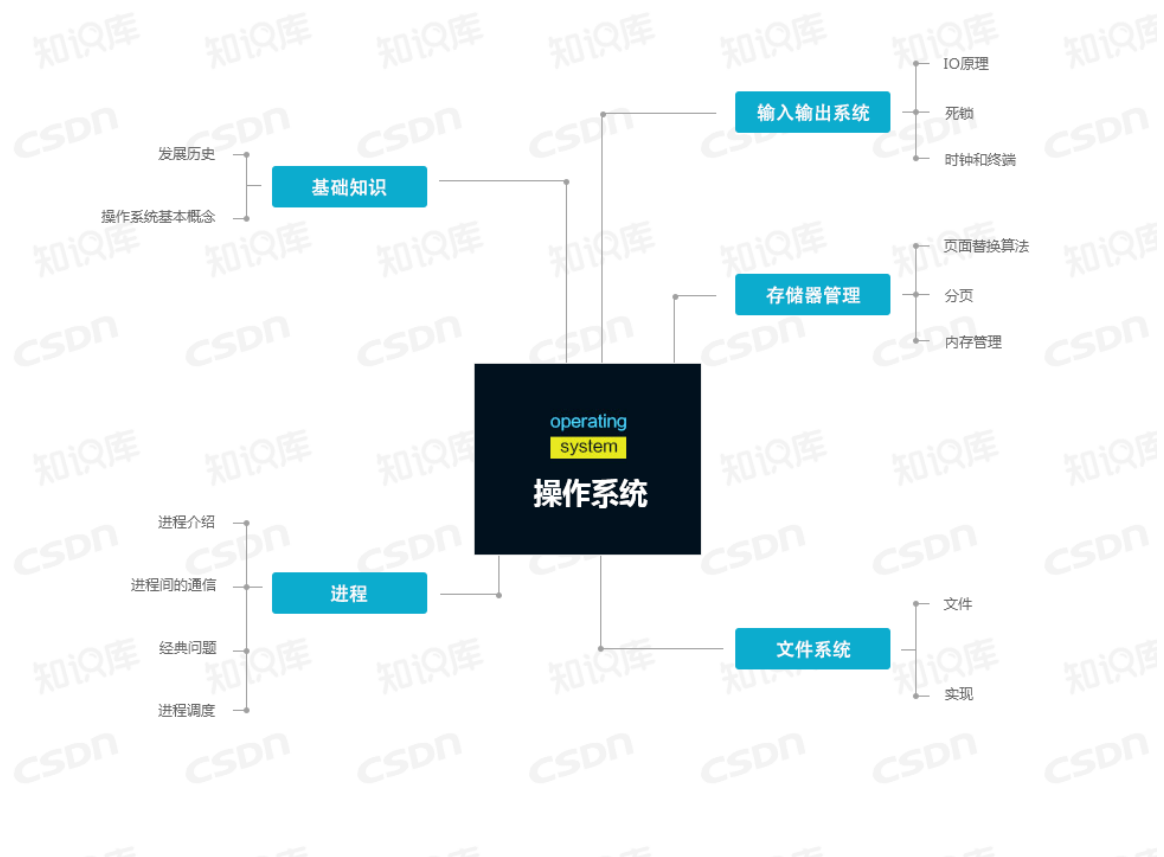 基础知识
发展历史
操作系统基本概念
输入输出系统
IO原理
死锁
时钟和终端
存储器管理
页面替换算法
分页
内存管理
operating
system
操作系统
进程
进程介绍
进程间的通信
经典问题
进程调度
文件系统
文件
实现
知识库
CSDN